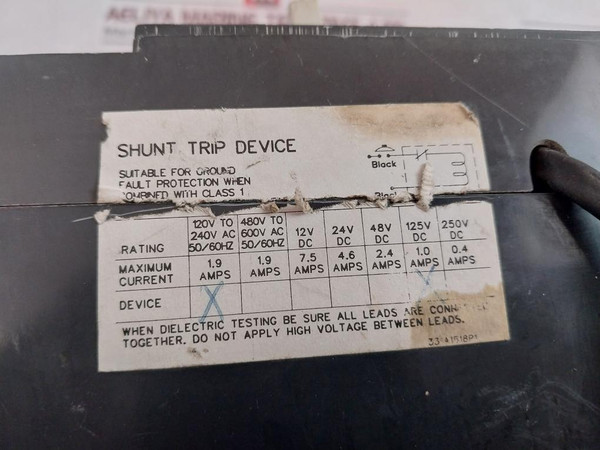 SHUNT TRIP DEVICE
SUITABLE FOR GROUND
FAULT PROTECTION WHEN
COMBINED WITH CLASS 1
Black
Black
RATING 120V TO 240V AC 50/60HZ 480V TO 600V AC 50/60HZ 12V DC 24V DC 48V DC 125V DC 250V DC
MAXIMUM CURRENT 1.9 AMPS 1.9 AMPS 7.5 AMPS 4.6 AMPS 2.4 AMPS 1.0 AMPS 0.4 AMPS
DEVICE X X
WHEN DIELECTRIC TESTING BE SURE ALL LEADS ARE
TOGETHER. DO NOT APPLY HIGH VOLTAGE BETWEEN LEADS.